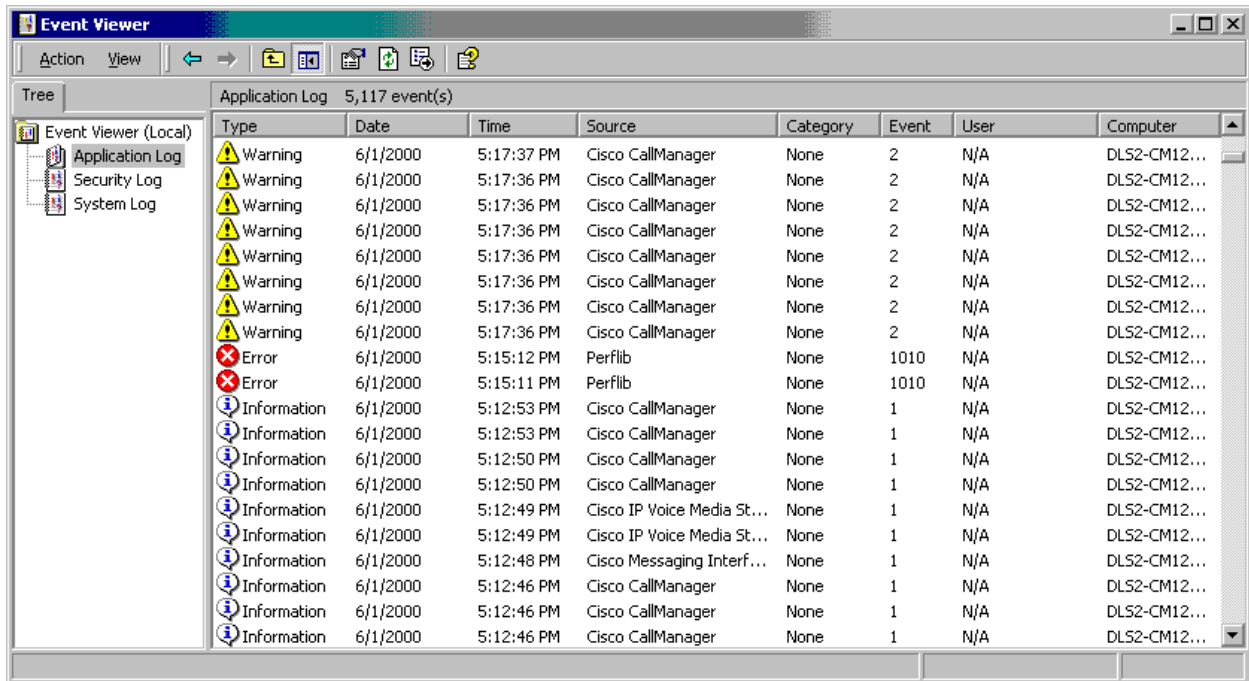 Event Viewer
Action View
Tree
Application Log 5,117 event(s)
Event Viewer (Local)
Application Log
Security Log
System Log
Type Date Time Source Category Event User Computer
Warning 6/1/2000 5:17:37 PM Cisco CallManager None 2 N/A DLS2-CM12...
Warning 6/1/2000 5:17:36 PM Cisco CallManager None 2 N/A DLS2-CM12...
Warning 6/1/2000 5:17:36 PM Cisco CallManager None 2 N/A DLS2-CM12...
Warning 6/1/2000 5:17:36 PM Cisco CallManager None 2 N/A DLS2-CM12...
Warning 6/1/2000 5:17:36 PM Cisco CallManager None 2 N/A DLS2-CM12...
Warning 6/1/2000 5:17:36 PM Cisco CallManager None 2 N/A DLS2-CM12...
Warning 6/1/2000 5:17:36 PM Cisco CallManager None 2 N/A DLS2-CM12...
Warning 6/1/2000 5:17:36 PM Cisco CallManager None 2 N/A DLS2-CM12...
Error 6/1/2000 5:15:12 PM Perflib None 1010 N/A DLS2-CM12...
Error 6/1/2000 5:15:11 PM Perflib None 1010 N/A DLS2-CM12...
Information 6/1/2000 5:12:53 PM Cisco CallManager None 1 N/A DLS2-CM12...
Information 6/1/2000 5:12:53 PM Cisco CallManager None 1 N/A DLS2-CM12...
Information 6/1/2000 5:12:50 PM Cisco CallManager None 1 N/A DLS2-CM12...
Information 6/1/2000 5:12:50 PM Cisco CallManager None 1 N/A DLS2-CM12...
Information 6/1/2000 5:12:49 PM Cisco IP Voice Media St... None 1 N/A DLS2-CM12...
Information 6/1/2000 5:12:49 PM Cisco IP Voice Media St... None 1 N/A DLS2-CM12...
Information 6/1/2000 5:12:48 PM Cisco Messaging Interf... None 1 N/A DLS2-CM12...
Information 6/1/2000 5:12:46 PM Cisco CallManager None 1 N/A DLS2-CM12...
Information 6/1/2000 5:12:46 PM Cisco CallManager None 1 N/A DLS2-CM12...
Information 6/1/2000 5:12:46 PM Cisco CallManager None 1 N/A DLS2-CM12...